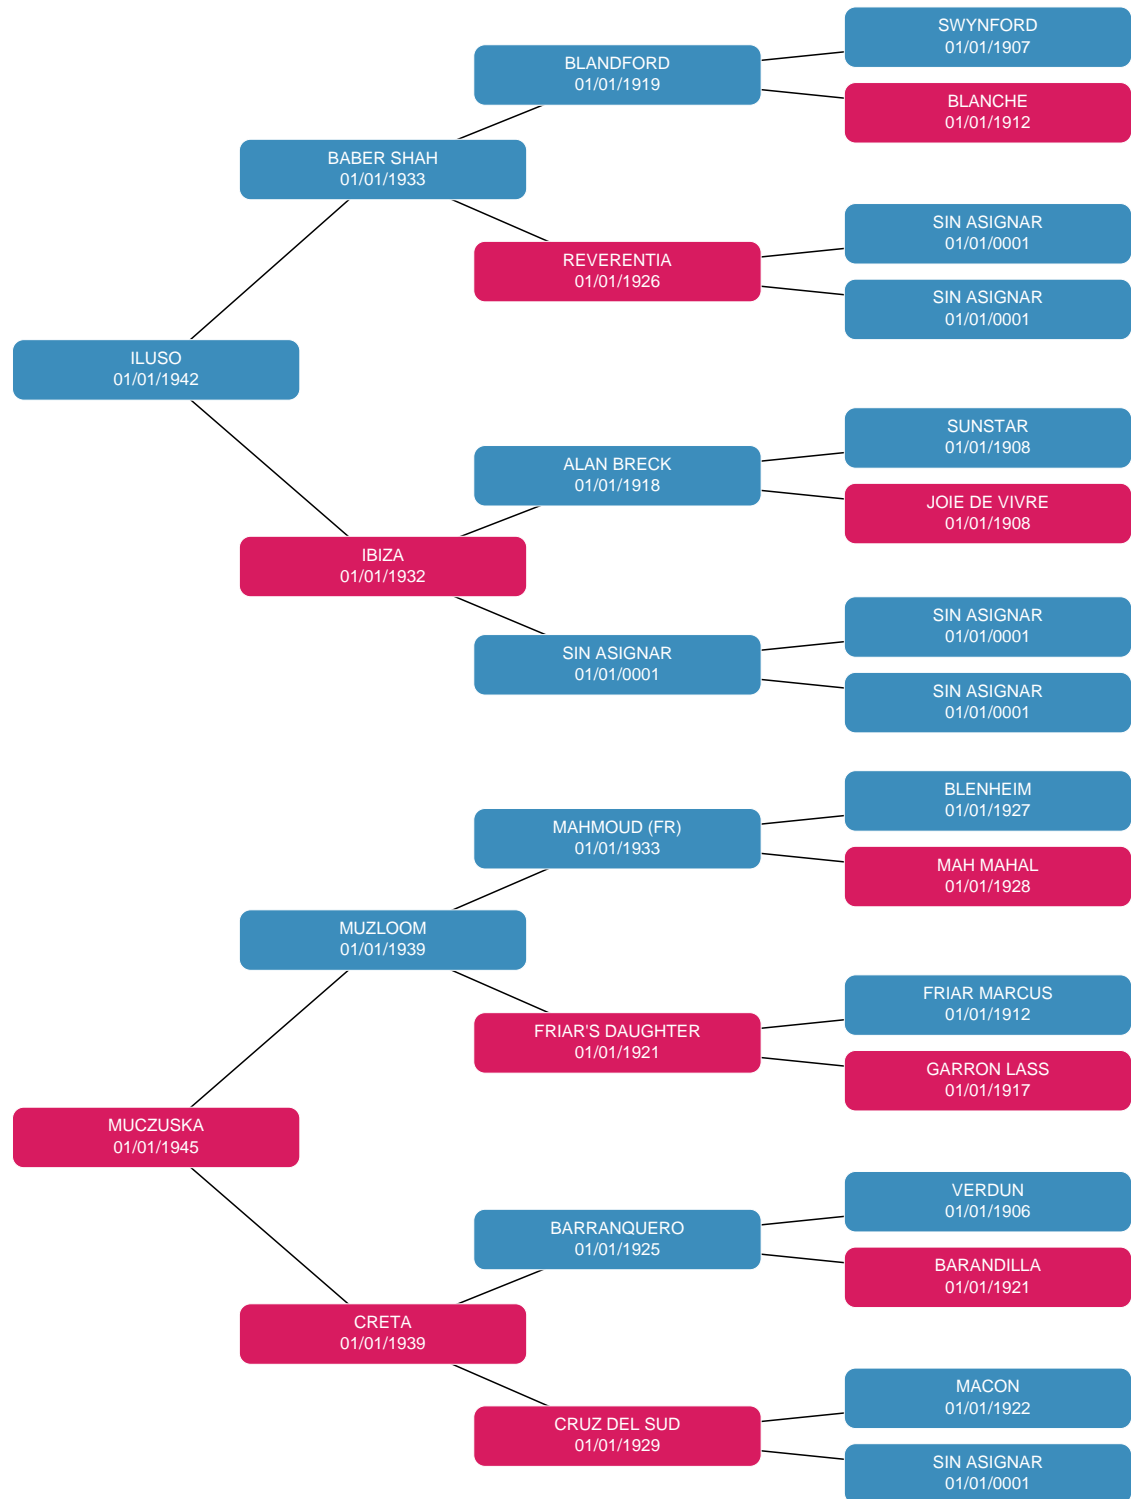 SWYNFORD
01/01/1907
BLANDFORD
01/01/1919
BLANCHE
01/01/1912
BABER SHAH
01/01/1933
SIN ASIGNAR
01/01/0001
REVERENTIA
01/01/1926
SIN ASIGNAR
01/01/0001
ILUSO
01/01/1942
SUNSTAR
01/01/1908
ALAN BRECK
01/01/1918
JOIE DE VIVRE
01/01/1908
IBIZA
01/01/1932
SIN ASIGNAR
01/01/0001
SIN ASIGNAR
01/01/0001
SIN ASIGNAR
01/01/0001
BLENHEIM
01/01/1927
MAHMOUD (FR)
01/01/1933
MAH MAHAL
01/01/1928
MUZLOOM
01/01/1939
FRIAR MARCUS
01/01/1912
FRIAR'S DAUGHTER
01/01/1921
GARRON LASS
01/01/1917
MUCZUSKA
01/01/1945
VERDUN
01/01/1906
BARRANQUERO
01/01/1925
BARANDILLA
01/01/1921
CRETA
01/01/1939
MACON
01/01/1922
CRUZ DEL SUD
01/01/1929
SIN ASIGNAR
01/01/0001